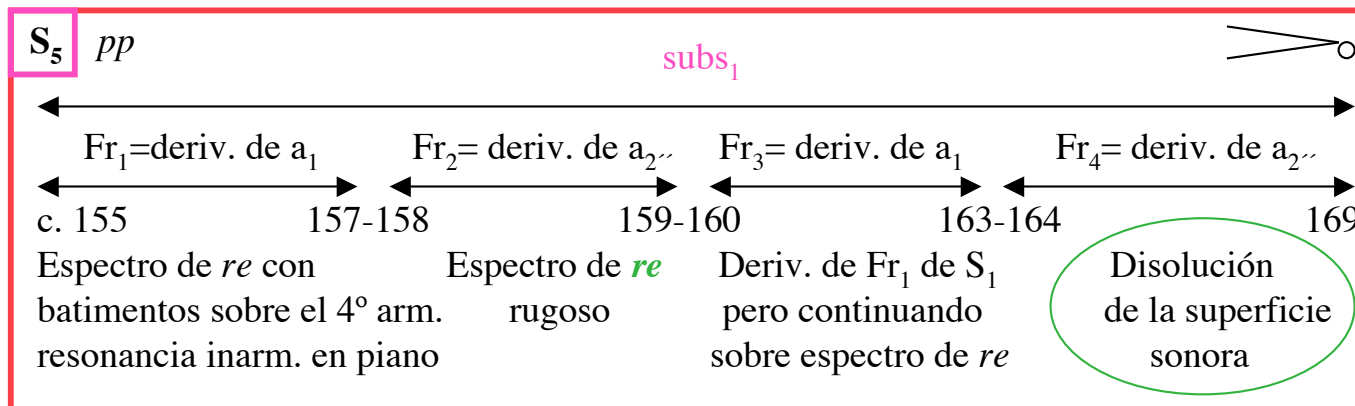 S₅ pp
subs₁
Fr₁=deriv. de a₁ Fr₂= deriv. de a₂´´ Fr₃= deriv. de a₁ Fr₄= deriv. de a₂´´
c. 155 157-158 159-160 163-164 169
Espectro de re con
batimentos sobre el 4º arm.
resonancia inarm. en piano
Espectro de re
rugoso
Deriv. de Fr₁ de S₁
pero continuando
sobre espectro de re
Disolución
de la superficie
sonora